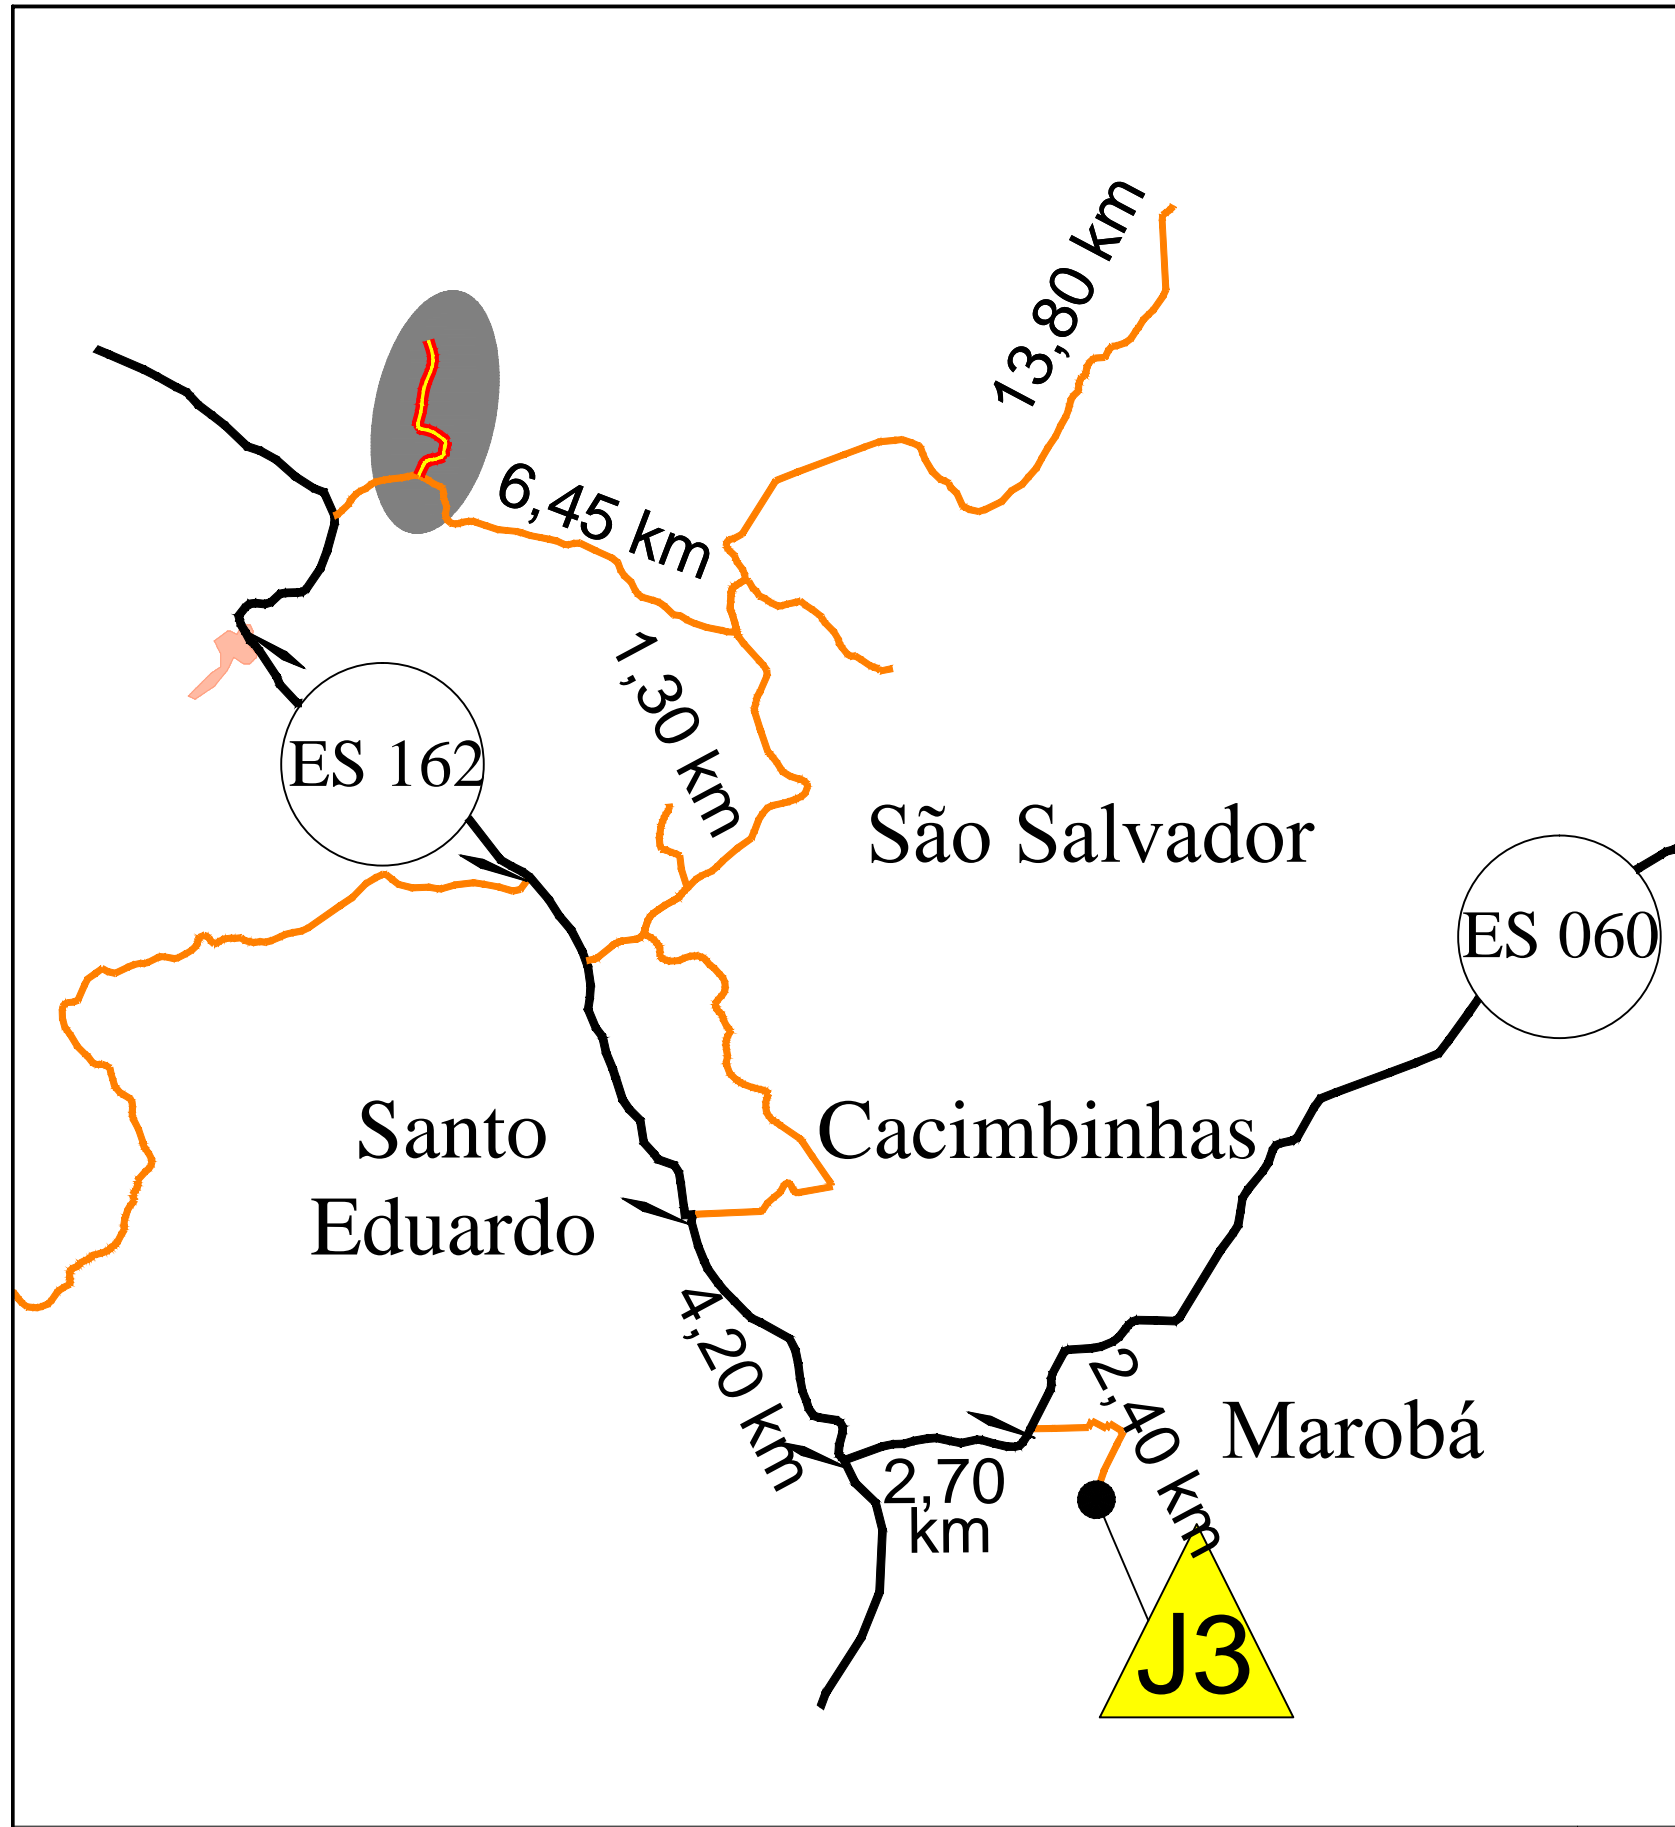 13,80 km
6,45 km
1,30 km
ES 162
São Salvador
ES 060
Santo
Eduardo
Cacimbinhas
4,20 km
2,40 km
Marobá
2,70
km
J3